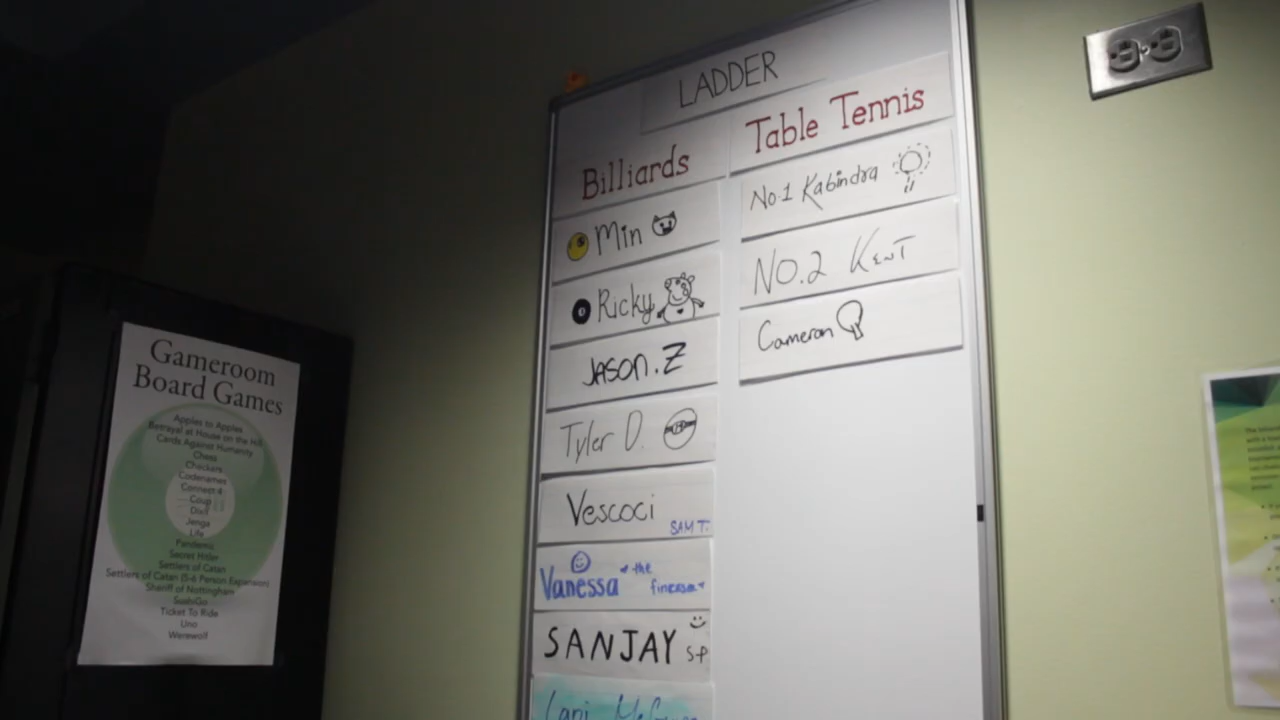 Gameroom
Board Games
Apples to Apples
Betrayal at House on the Hill
Cards Against Humanity
Chess
Checkers
Codenames
Connect 4
Coup
Dixit
Jenga
Life
Pandemic
Secret Hitler
Settlers of Catan
Settlers of Catan (5-6 Person Expansion)
Sheriff of Nottingham
SushiGo
Ticket To Ride
Uno
Werewolf
LADDER
Billiards
Min
Ricky
JASON.Z
Tyler D.
Vescoci
SAM T.
Vanessa
the
SANJAY
S.P
Table Tennis
No.1 Kabindra
NO.2 KENT
Cameron